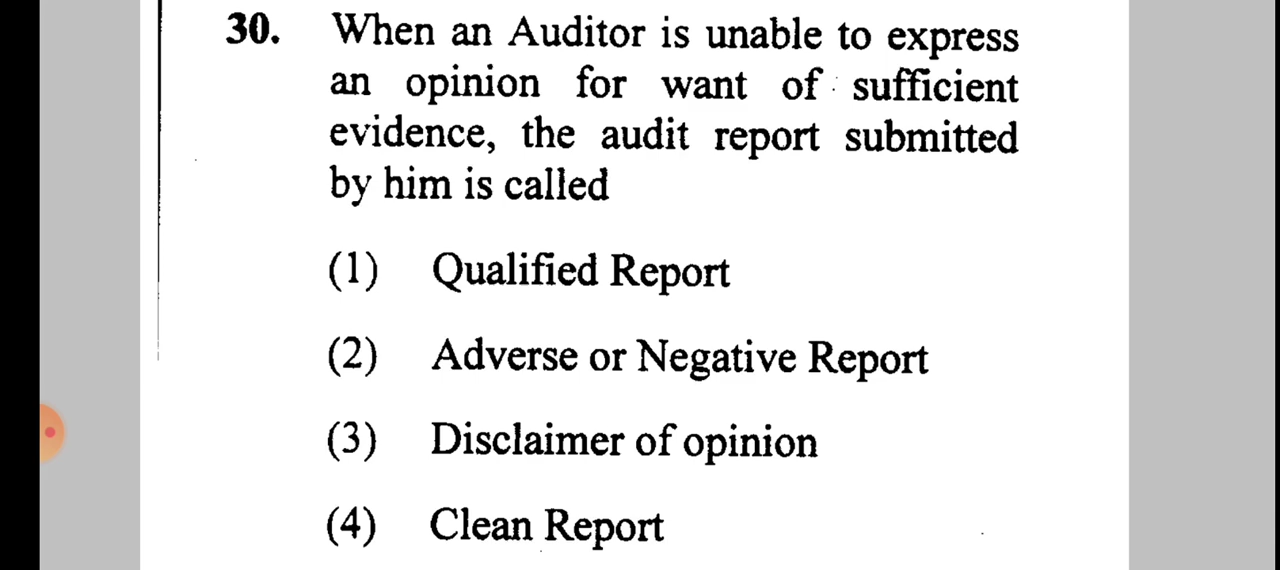 30. When an Auditor is unable to express
an opinion for want of sufficient
evidence, the audit report submitted
by him is called
(1) Qualified Report
(2) Adverse or Negative Report
(3) Disclaimer of opinion
(4) Clean Report